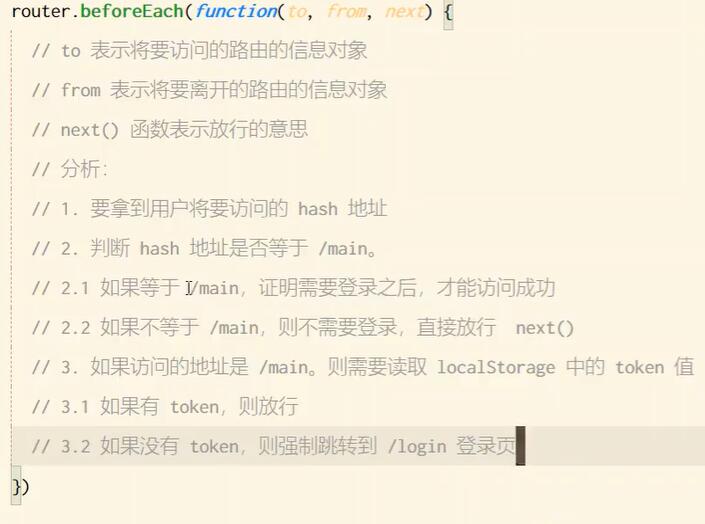 router.beforeEach(function(to, from, next) {
// to 表示将要访问的路由的信息对象
// from 表示将要离开的路由的信息对象
// next() 函数表示放行的意思
// 分析：
// 1. 要拿到用户将要访问的 hash 地址
// 2. 判断 hash 地址是否等于 /main。
// 2.1 如果等于 /main，证明需要登录之后，才能访问成功
// 2.2 如果不等于 /main，则不需要登录，直接放行  next()
// 3. 如果访问的地址是 /main。则需要读取 localStorage 中的 token 值
// 3.1 如果有 token，则放行
// 3.2 如果没有 token，则强制跳转到 /login 登录页
})